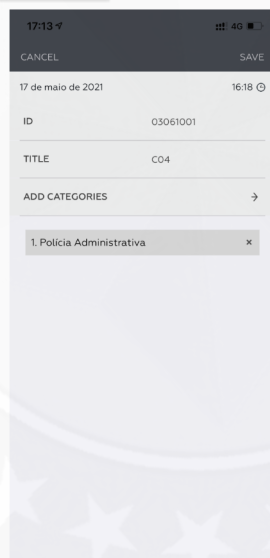 17:13 4G
CANCEL SAVE
17 de maio de 2021 16:18
ID 03061001
TITLE C04
ADD CATEGORIES →
1. Polícia Administrativa ×